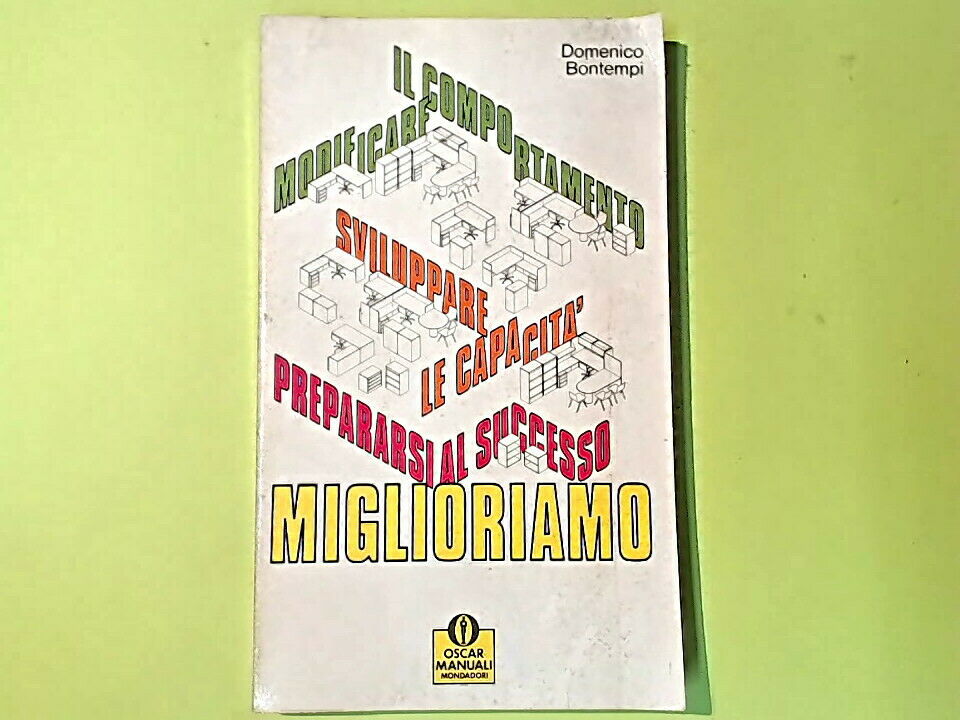 Domenico
Bontempi
MODIFICARE
IL COMPORTAMENTO
SVILUPPARE
LE CAPACITA'
PREPARARSI AL SUCCESSO
MIGLIORIAMO
OSCAR
MANUALI
MONDADORI